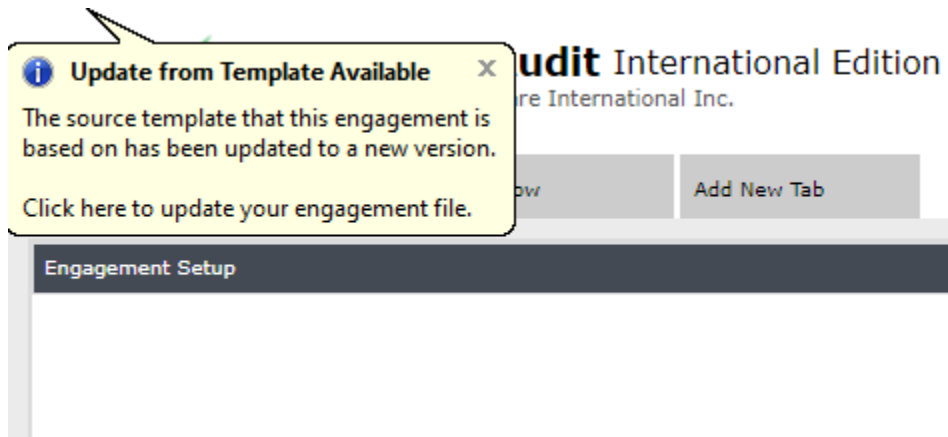 Update from Template Available X
udit International Edition
The source template that this engagement is
re International Inc.
based on has been updated to a new version.
Click here to update your engagement file.
ow
Add New Tab
Engagement Setup